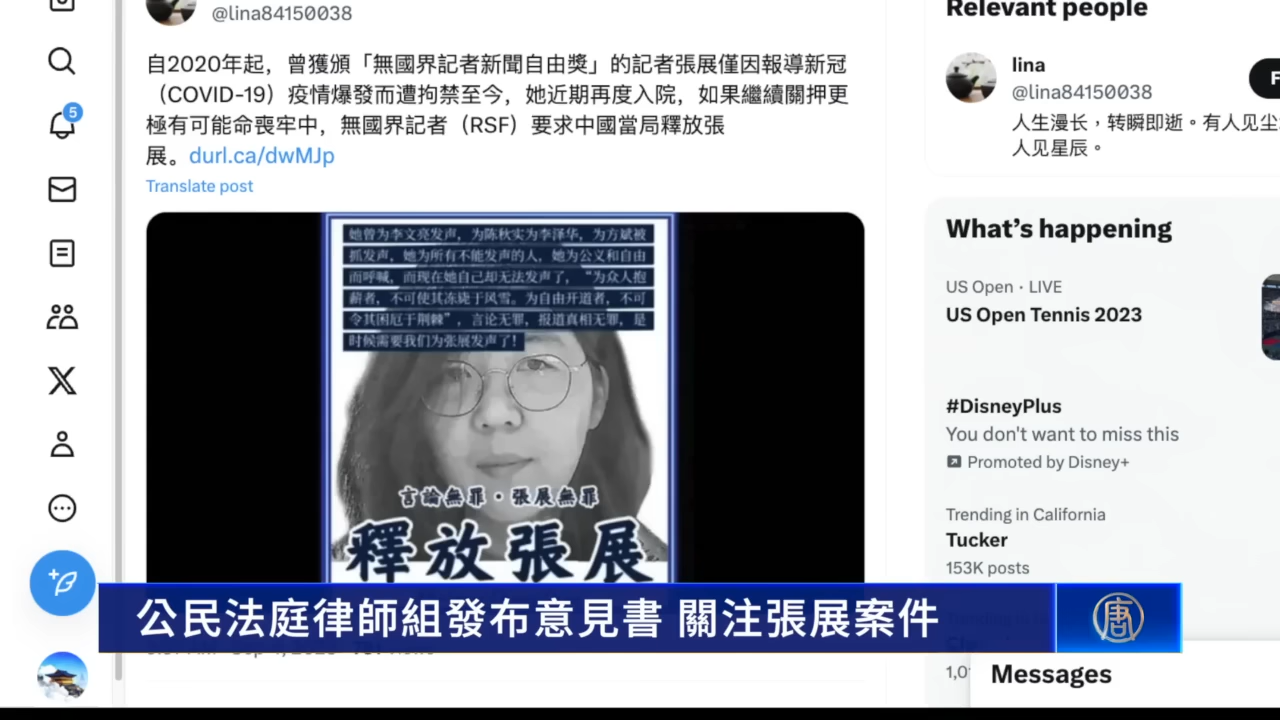 @lina84150038
自2020年起，曾獲頒「無國界記者新聞自由獎」的記者張展僅因報導新冠
（COVID-19）疫情爆發而遭拘禁至今，她近期再度入院，如果繼續關押更
極有可能命喪牢中，無國界記者（RSF）要求中國當局釋放張
展。durl.ca/dwMJp
Translate post
她曾为李文亮发声，为陈秋实为李泽华，为方斌被
抓发声，她为所有不能发声的人，她为公义和自由
而呼喊，而现在她自己却无法发声了，“为众人抱
薪者，不可使其冻毙于风雪。为自由开道者，不可
令其困厄于荆棘”，言论无罪，报道真相无罪，是
时候需要我们为张展发声了！
言論無罪·張展無罪
釋放張展
5
Relevant people
lina
@lina84150038
人生漫长，转瞬即逝。有人见尘
人见星辰。
What’s happening
US Open · LIVE
US Open Tennis 2023
#DisneyPlus
You don't want to miss this
Promoted by Disney+
Trending in California
Tucker
153K posts
公民法庭律師組發布意見書 關注張展案件
唐
Messages